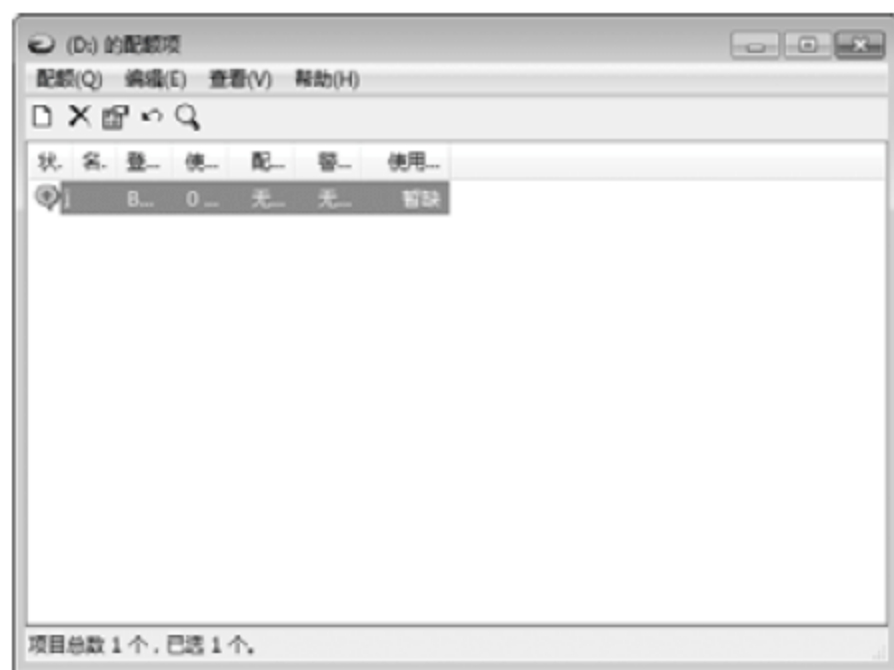 (D:) 的配额项
配额(Q) 编辑(E) 查看(V) 帮助(H)
状. 名. 登... 使... 配... 警... 使用...
B... 0 ... 无... 无... 暂缺
项目总数 1 个，已选 1 个。